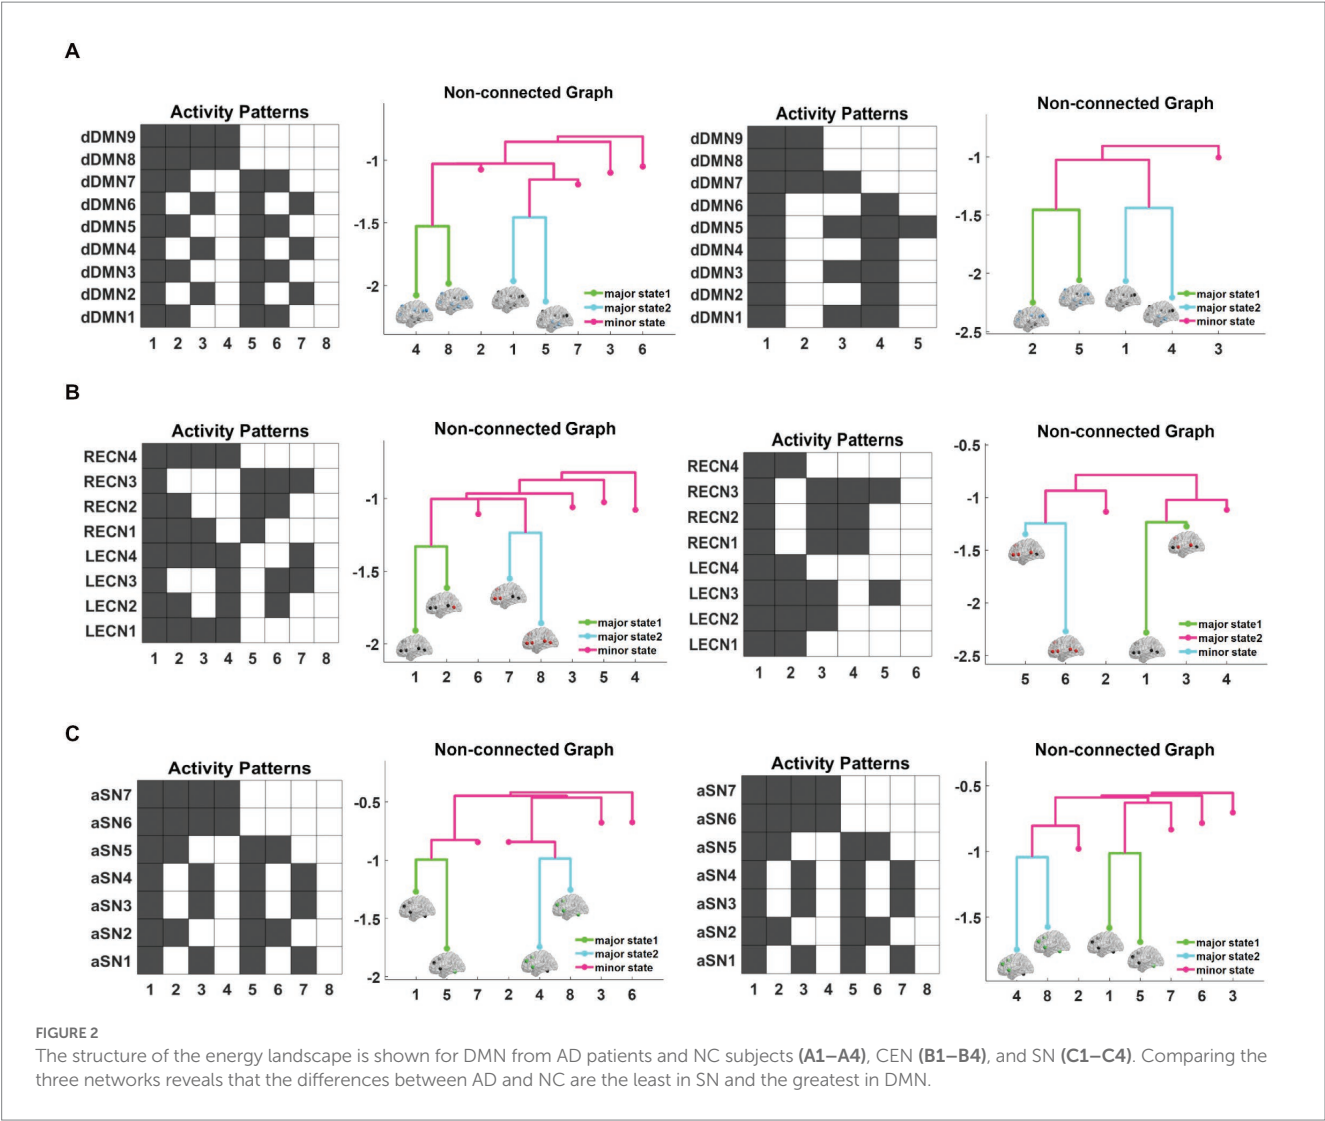 A
Activity Patterns
dDMN9
dDMN8
dDMN7
dDMN6
dDMN5
dDMN4
dDMN3
dDMN2
dDMN1
1 2 3 4 5 6 7 8
Non-connected Graph
-1
-1.5
-2
major state1
major state2
minor state
4 8 2 1 5 7 3 6
Activity Patterns
dDMN9
dDMN8
dDMN7
dDMN6
dDMN5
dDMN4
dDMN3
dDMN2
dDMN1
1 2 3 4 5
Non-connected Graph
-1
-1.5
-2
-2.5
major state1
major state2
minor state
2 5 1 4 3
B
Activity Patterns
RECN4
RECN3
RECN2
RECN1
LECN4
LECN3
LECN2
LECN1
1 2 3 4 5 6 7 8
Non-connected Graph
-1
-1.5
-2
major state1
major state2
minor state
1 2 6 7 8 3 5 4
Activity Patterns
RECN4
RECN3
RECN2
RECN1
LECN4
LECN3
LECN2
LECN1
1 2 3 4 5 6
Non-connected Graph
-0.5
-1
-1.5
-2
-2.5
major state1
major state2
minor state
5 6 2 1 3 4
C
Activity Patterns
aSN7
aSN6
aSN5
aSN4
aSN3
aSN2
aSN1
1 2 3 4 5 6 7 8
Non-connected Graph
-0.5
-1
-1.5
-2
major state1
major state2
minor state
1 5 7 2 4 8 3 6
Activity Patterns
aSN7
aSN6
aSN5
aSN4
aSN3
aSN2
aSN1
1 2 3 4 5 6 7 8
Non-connected Graph
-0.5
-1
-1.5
major state1
major state2
minor state
4 8 2 1 5 7 6 3
FIGURE 2
The structure of the energy landscape is shown for DMN from AD patients and NC subjects (A1–A4), CEN (B1–B4), and SN (C1–C4). Comparing the
three networks reveals that the differences between AD and NC are the least in SN and the greatest in DMN.